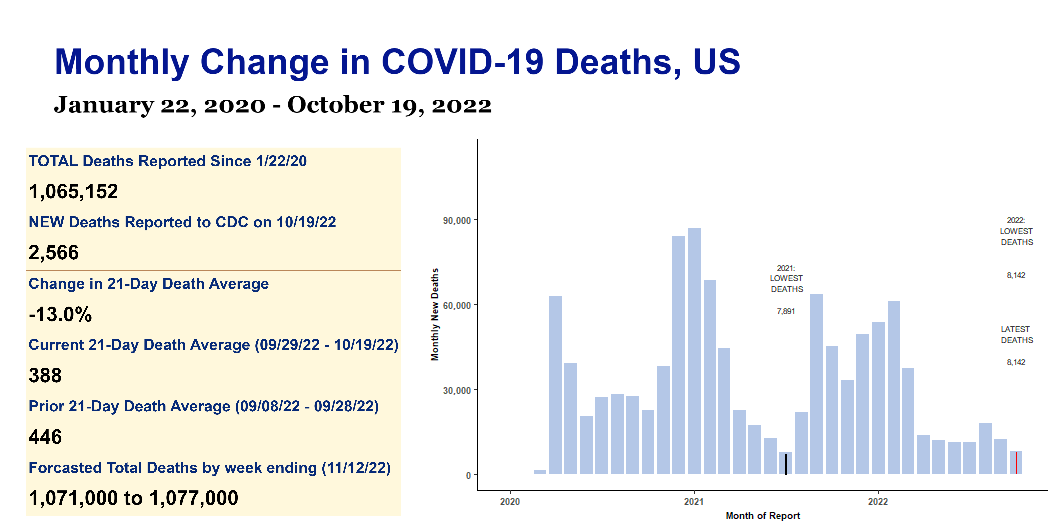 Monthly Change in COVID-19 Deaths, US
January 22, 2020 - October 19, 2022
TOTAL Deaths Reported Since 1/22/20
1,065,152
NEW Deaths Reported to CDC on 10/19/22
2,566
Change in 21-Day Death Average
-13.0%
Current 21-Day Death Average (09/29/22 - 10/19/22)
388
Prior 21-Day Death Average (09/08/22 - 09/28/22)
446
Forcasted Total Deaths by week ending (11/12/22)
1,071,000 to 1,077,000
Monthly New Deaths
90,000
60,000
30,000
0
2021:
LOWEST
DEATHS
7,891
2022:
LOWEST
DEATHS
8,142
LATEST
DEATHS
8,142
2020
2021
2022
Month of Report